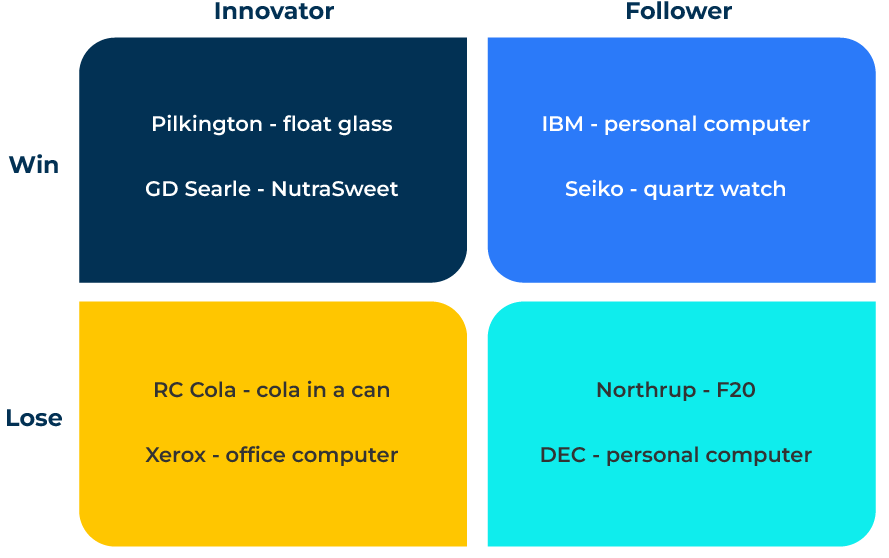 Innovator
Follower
Win
Pilkington - float glass
GD Searle - NutraSweet
IBM - personal computer
Seiko - quartz watch
Lose
RC Cola - cola in a can
Xerox - office computer
Northrup - F20
DEC - personal computer